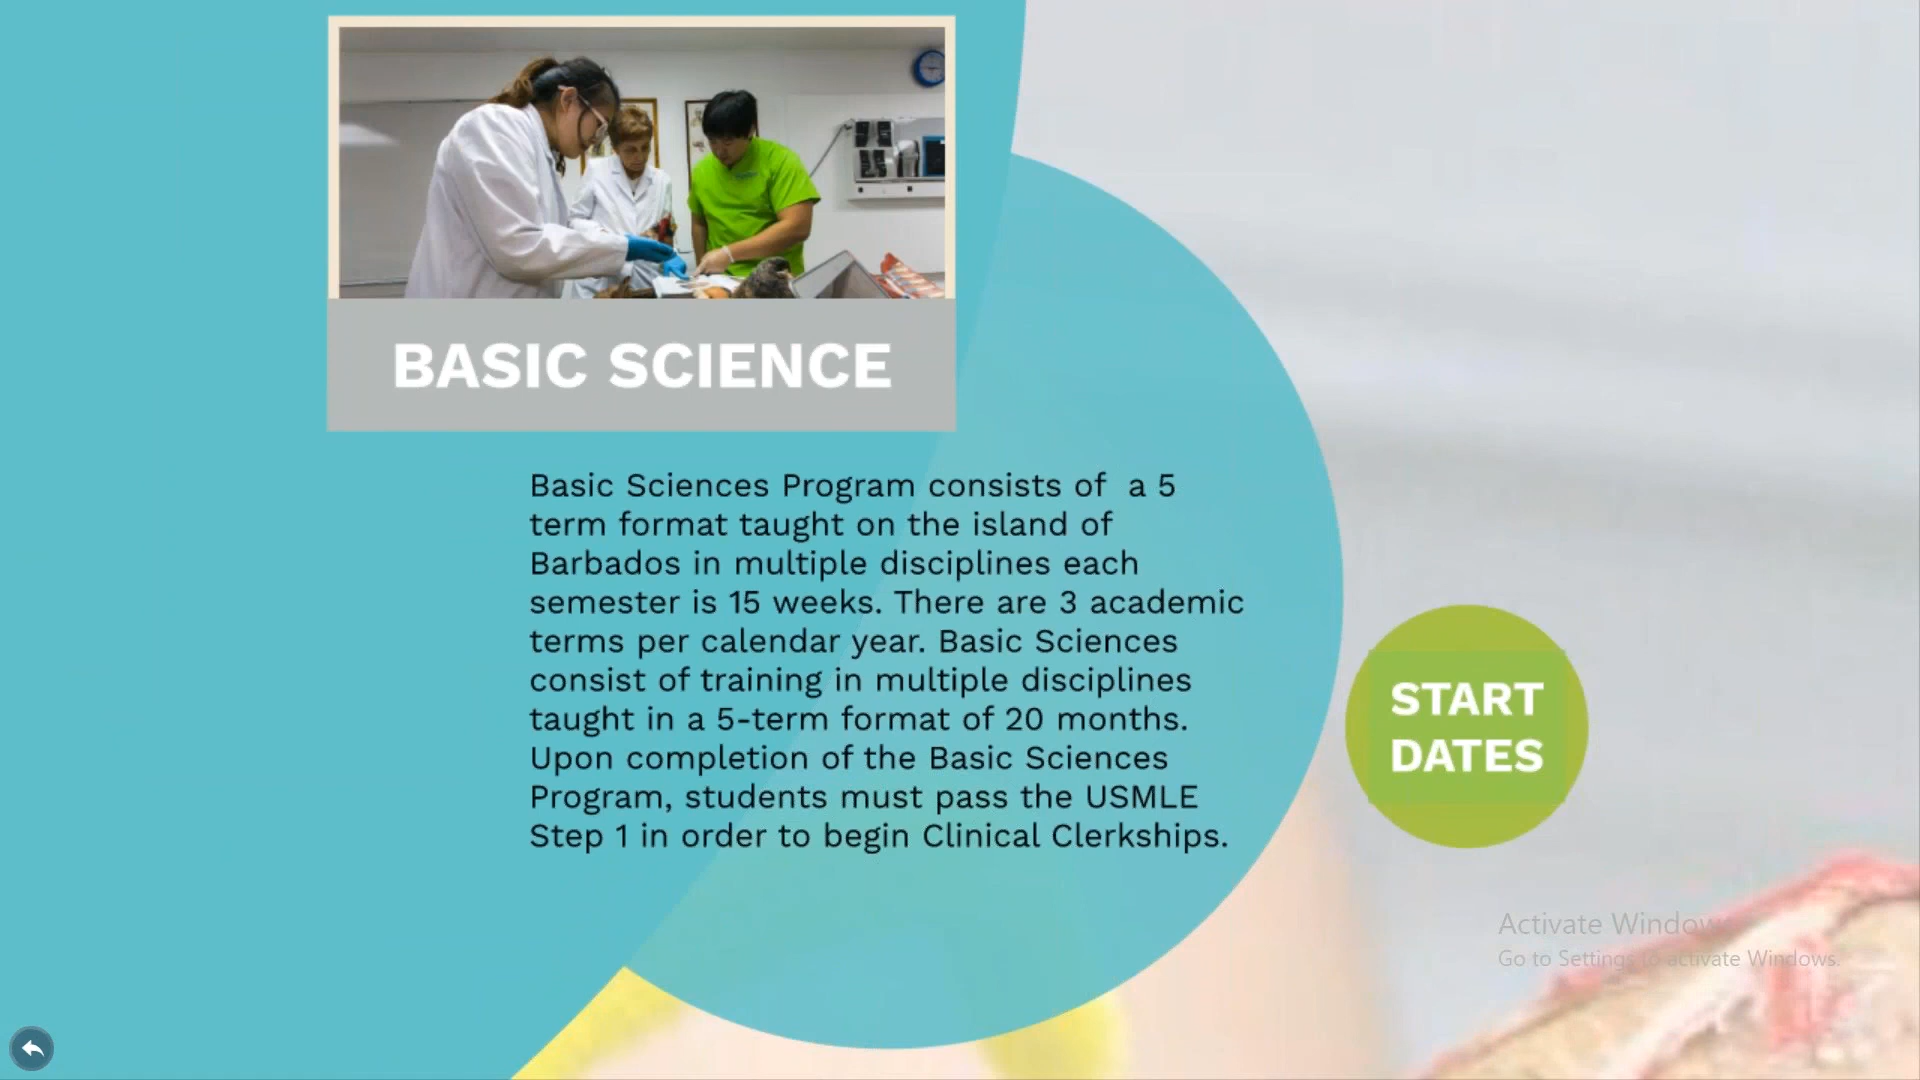 BASIC SCIENCE
Basic Sciences Program consists of  a 5
term format taught on the island of
Barbados in multiple disciplines each
semester is 15 weeks. There are 3 academic
terms per calendar year. Basic Sciences
consist of training in multiple disciplines
taught in a 5-term format of 20 months.
Upon completion of the Basic Sciences
Program, students must pass the USMLE
Step 1 in order to begin Clinical Clerkships.
START
DATES
Activate Windows
Go to Settings to activate Windows.